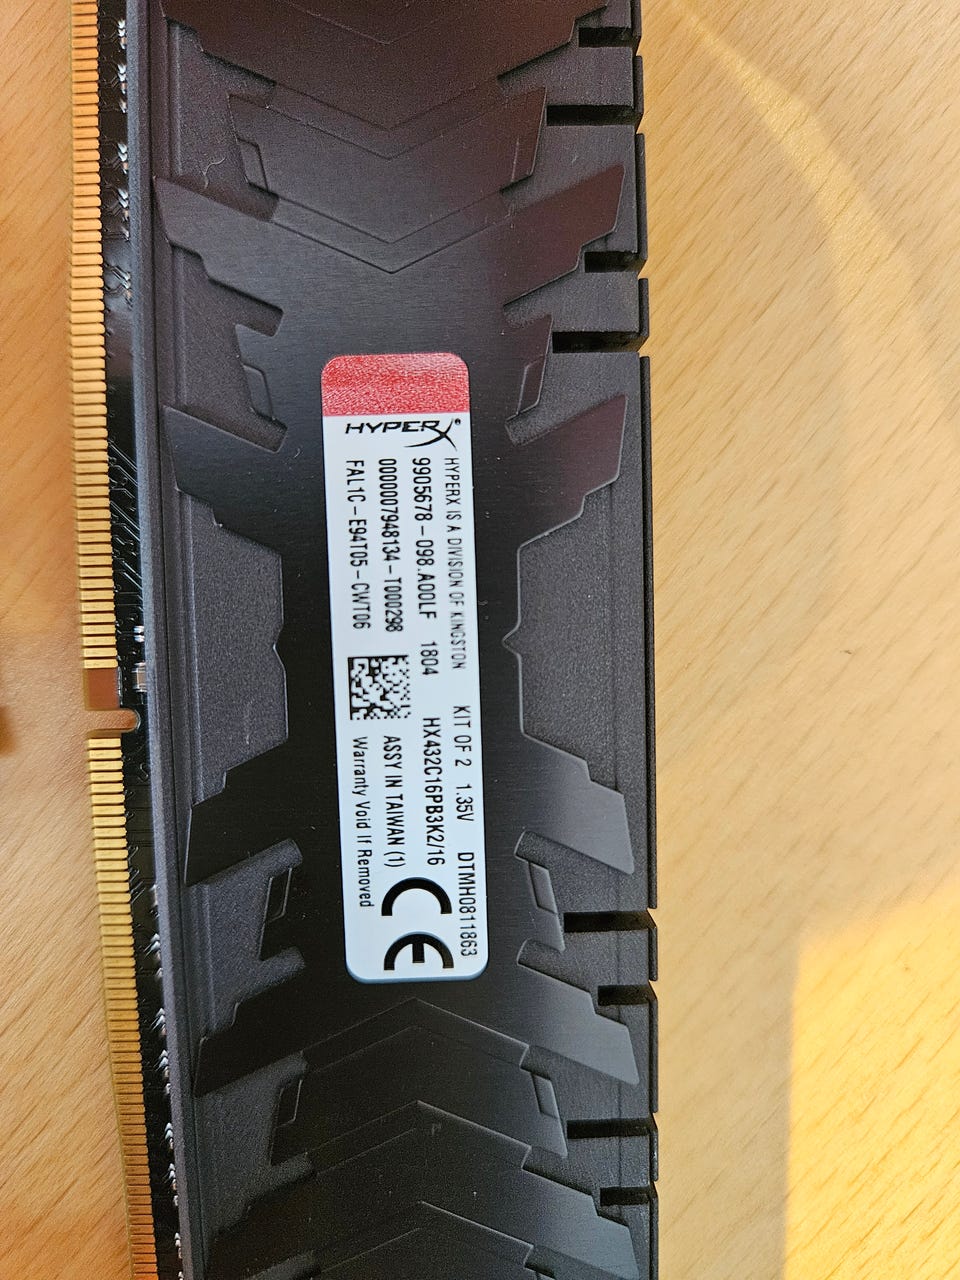 HYPERX®
HYPERX IS A DIVISION OF KINGSTON KIT OF 2 1.35V DTMH0811863
9905678-098.A00LF 1804 HX432C16PB3K2/16
0000007948134-T000298 ASSY IN TAIWAN (1)
FAL1C-E94T05-CWT06 Warranty Void If Removed
CE